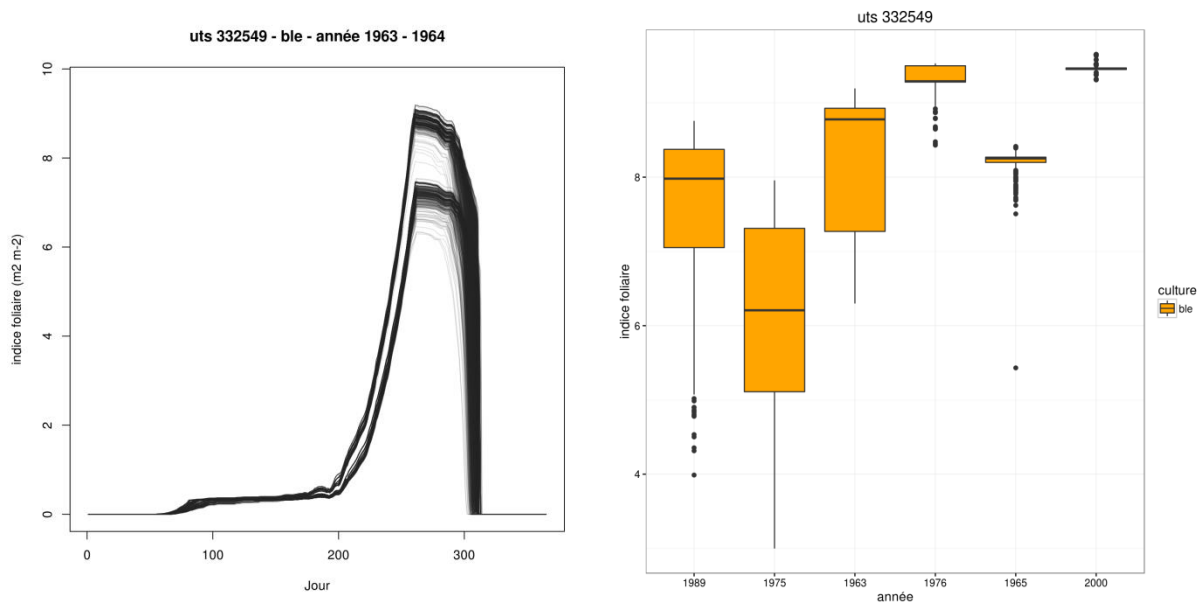 uts 332549 - ble - année 1963 - 1964
indice foliaire (m2 m-2)
10
8
6
4
2
0
0 100 200 300
Jour
uts 332549
indice foliaire
8
6
4
1989 1975 1963 1976 1965 2000
année
culture
ble